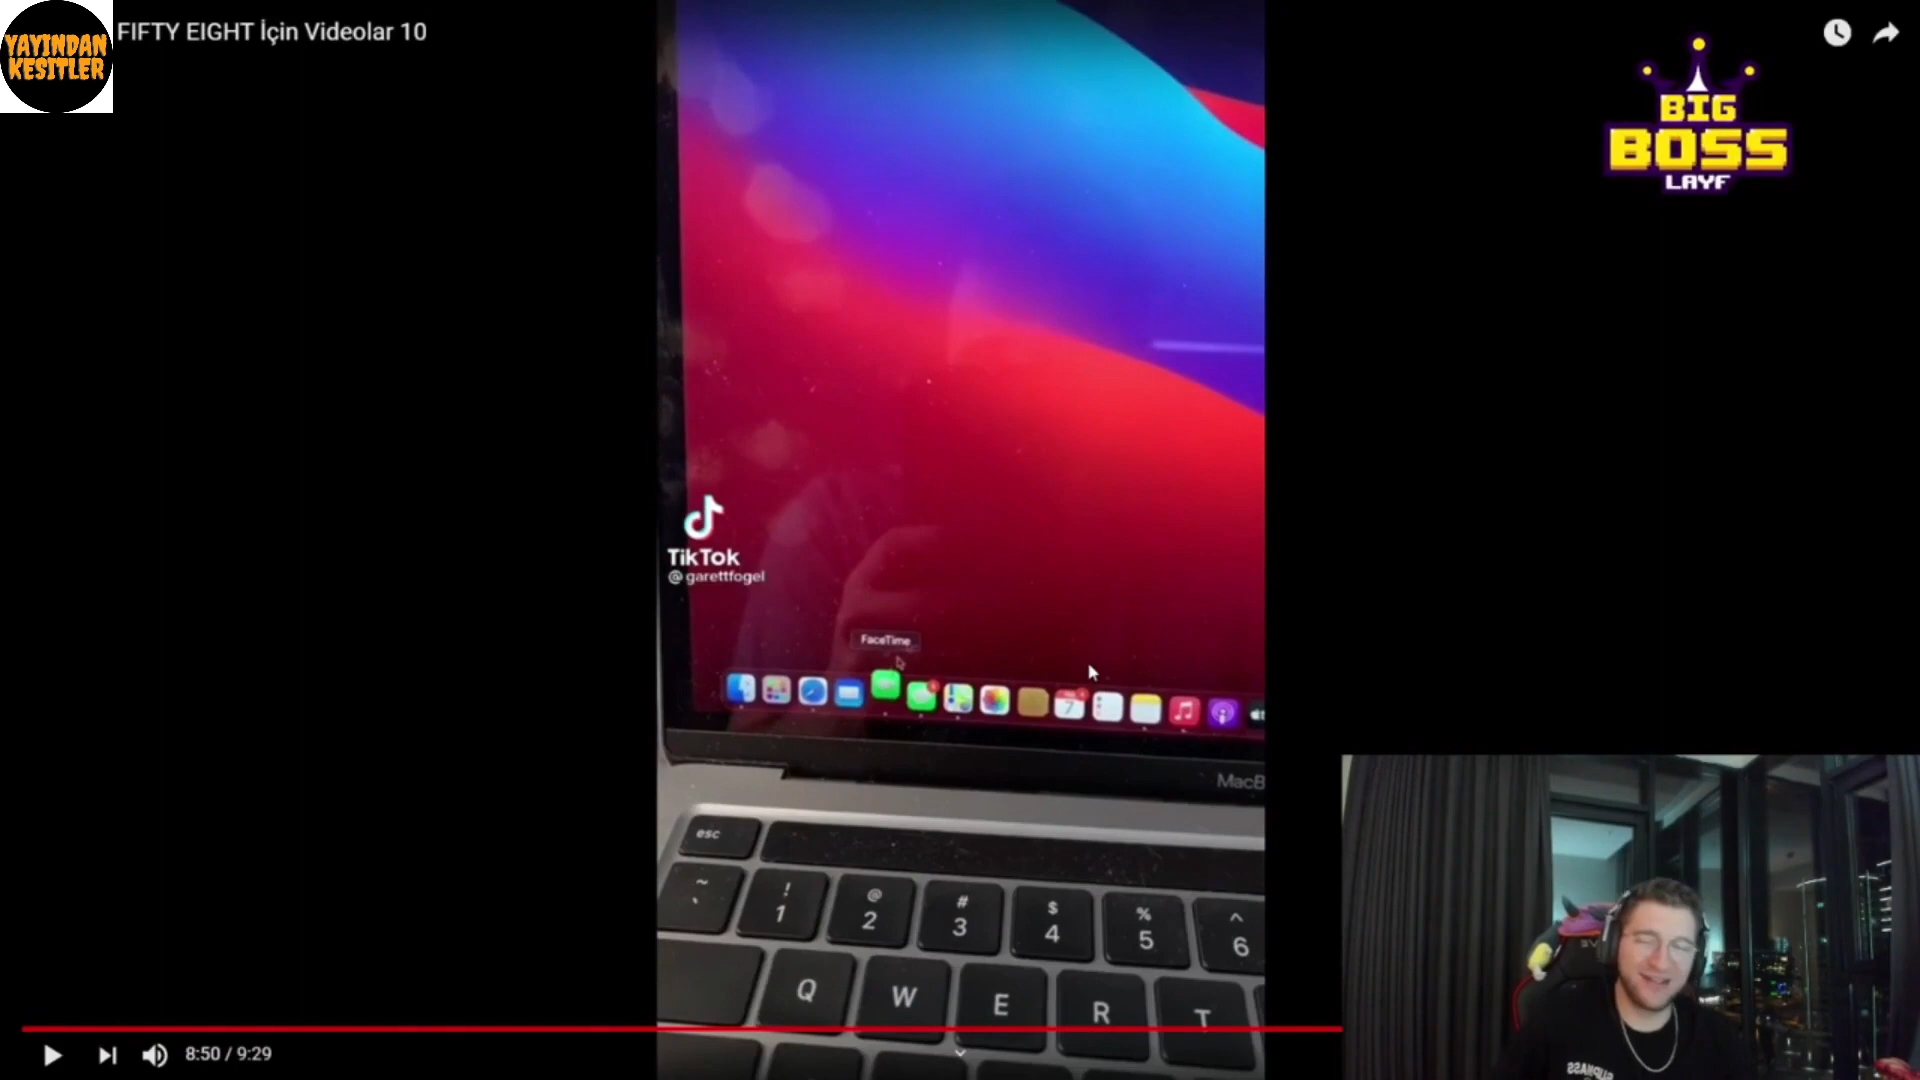 YAYINDAN
KESİTLER
FIFTY EIGHT İçin Videolar 10
BIG
BOSS
LAYF
TikTok
@garettfogel
FaceTime
7
MacB
esc
~ ! @ # $ % ^
` 1 2 3 4 5 6
Q W E R T
8:50 / 9:29